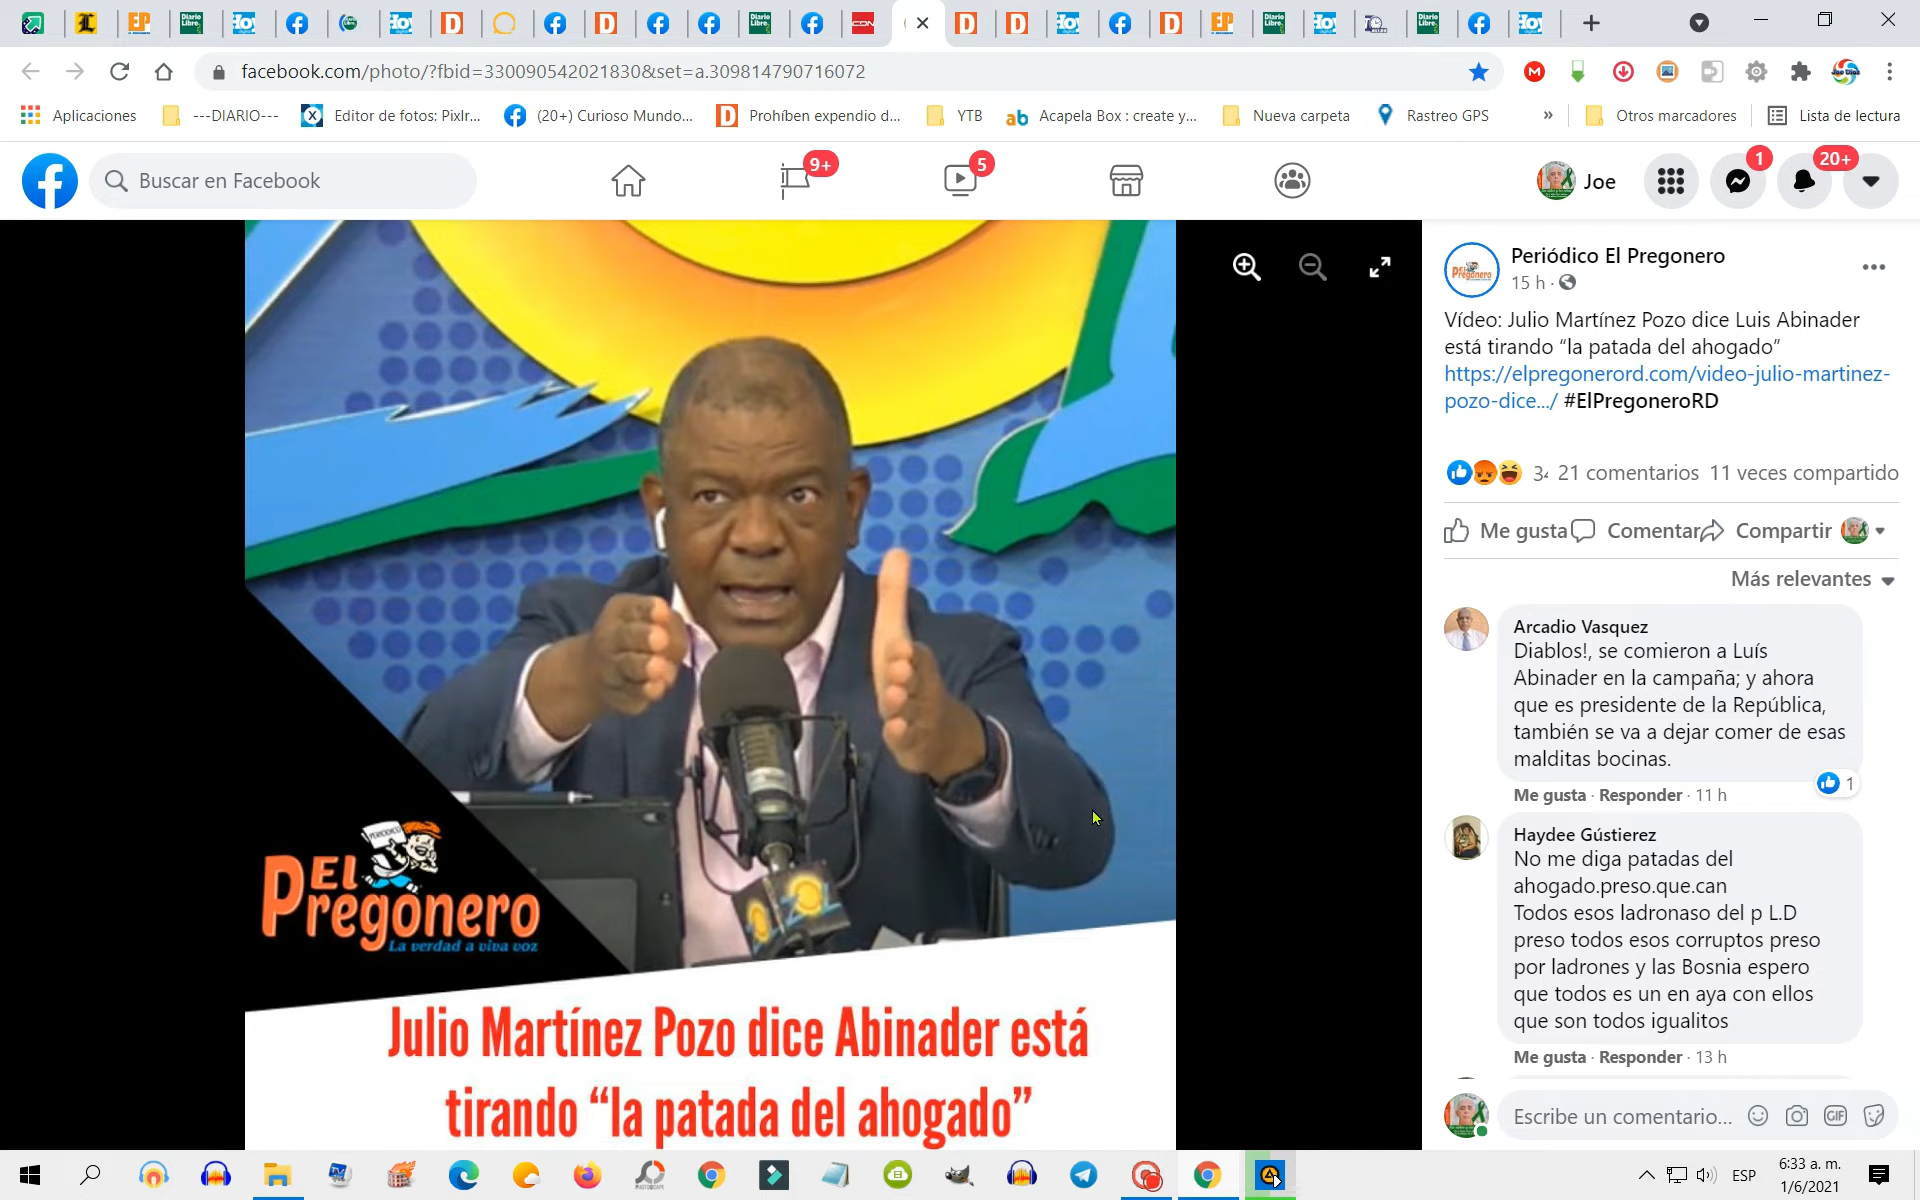 facebook.com/photo/?fbid=330090542021830&set=a.309814790716072
Aplicaciones
---DIARIO---
Editor de fotos: Pixlr...
(20+) Curioso Mundo...
Prohíben expendio d...
YTB
Acapela Box : create y...
Nueva carpeta
Rastreo GPS
»
Otros marcadores
Lista de lectura
Buscar en Facebook
9+
5
Joe
1
20+
Periódico El Pregonero
15 h ·
Vídeo: Julio Martínez Pozo dice Luis Abinader
está tirando “la patada del ahogado”
https://elpregonerord.com/video-julio-martinez-
pozo-dice.../ #ElPregoneroRD
21 comentarios 11 veces compartido
Me gusta Comentar Compartir
Más relevantes
Arcadio Vasquez
Diablos!, se comieron a Luís
Abinader en la campaña; y ahora
que es presidente de la República,
también se va a dejar comer de esas
malditas bocinas.
1
Me gusta · Responder · 11 h
Haydee Gústierez
No me diga patadas del
ahogado.preso.que.can
Todos esos ladronaso del p L.D
preso todos esos corruptos preso
por ladrones y las Bosnia espero
que todos es un en aya con ellos
que son todos igualitos
Me gusta · Responder · 13 h
Escribe un comentario...
GIF
PERIODICO
El
Pregonero
La verdad a viva voz
Julio Martínez Pozo dice Abinader está
tirando “la patada del ahogado”
ESP
6:33 a. m.
1/6/2021